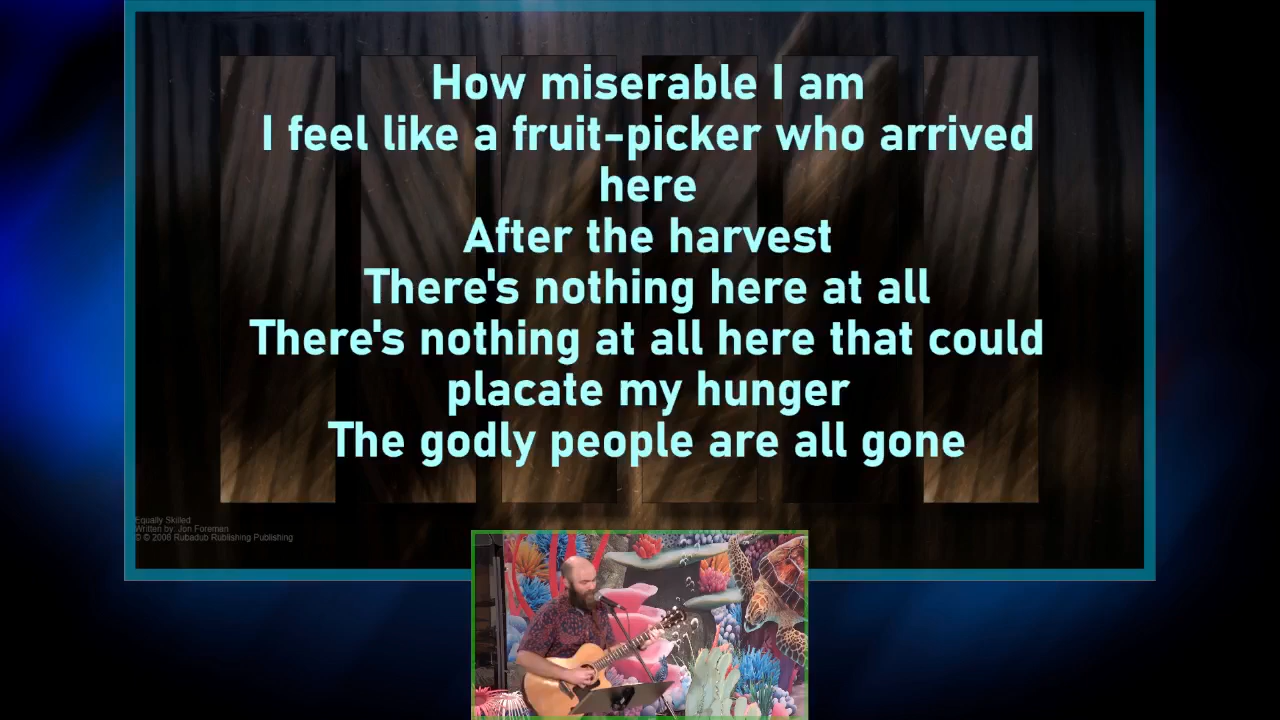 How miserable I am
I feel like a fruit-picker who arrived
here
After the harvest
There's nothing here at all
There's nothing at all here that could
placate my hunger
The godly people are all gone
Equally Skilled
Written by: Jon Foreman
© © 2008 Rubadub Rublishing Publishing